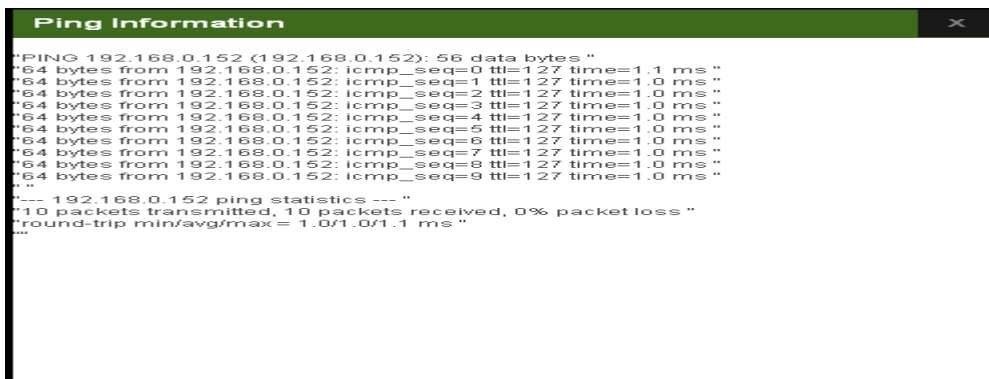 Ping Information
x
"PING 192.168.0.152 (192.168.0.152): 56 data bytes "
"64 bytes from 192.168.0.152: icmp_seq=0 ttl=127 time=1.1 ms "
"64 bytes from 192.168.0.152: icmp_seq=1 ttl=127 time=1.0 ms "
"64 bytes from 192.168.0.152: icmp_seq=2 ttl=127 time=1.0 ms "
"64 bytes from 192.168.0.152: icmp_seq=3 ttl=127 time=1.0 ms "
"64 bytes from 192.168.0.152: icmp_seq=4 ttl=127 time=1.0 ms "
"64 bytes from 192.168.0.152: icmp_seq=5 ttl=127 time=1.0 ms "
"64 bytes from 192.168.0.152: icmp_seq=6 ttl=127 time=1.0 ms "
"64 bytes from 192.168.0.152: icmp_seq=7 ttl=127 time=1.0 ms "
"64 bytes from 192.168.0.152: icmp_seq=8 ttl=127 time=1.0 ms "
"64 bytes from 192.168.0.152: icmp_seq=9 ttl=127 time=1.0 ms "
" "
"--- 192.168.0.152 ping statistics --- "
"10 packets transmitted, 10 packets received, 0% packet loss "
"round-trip min/avg/max = 1.0/1.0/1.1 ms "
""